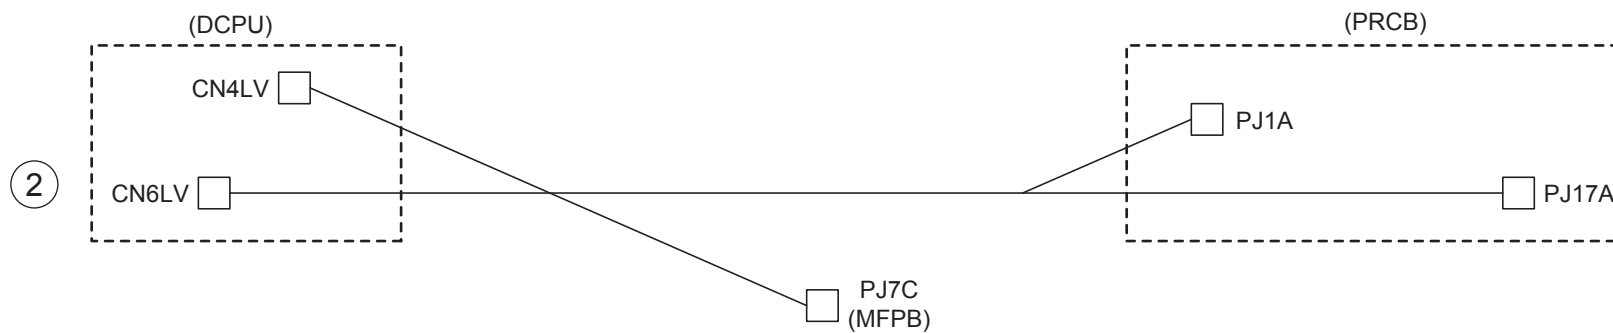 (DCPU)
(PRCB)
CN4LV
PJ1A
2
CN6LV
PJ17A
PJ7C
(MFPB)